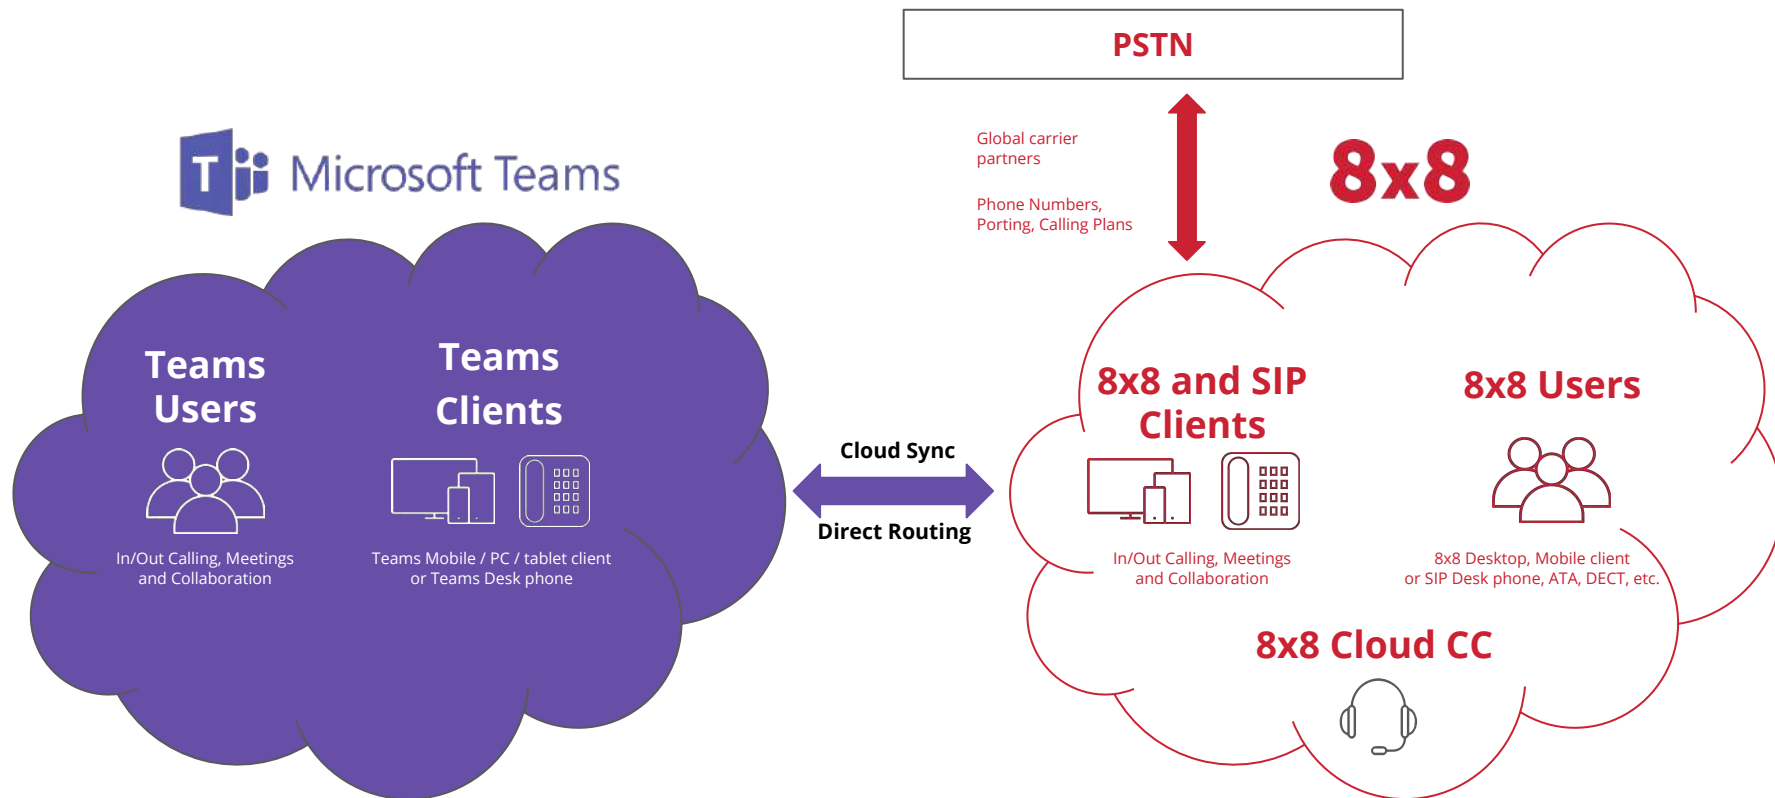 PSTN
Global carrier
partners
Phone Numbers,
Porting, Calling Plans
T
Microsoft Teams
8x8
Teams
Users
In/Out Calling, Meetings
and Collaboration
Teams
Clients
Teams Mobile / PC / tablet client
or Teams Desk phone
Cloud Sync
Direct Routing
8x8 and SIP
Clients
In/Out Calling, Meetings
and Collaboration
8x8 Users
8x8 Desktop, Mobile client
or SIP Desk phone, ATA, DECT, etc.
8x8 Cloud CC